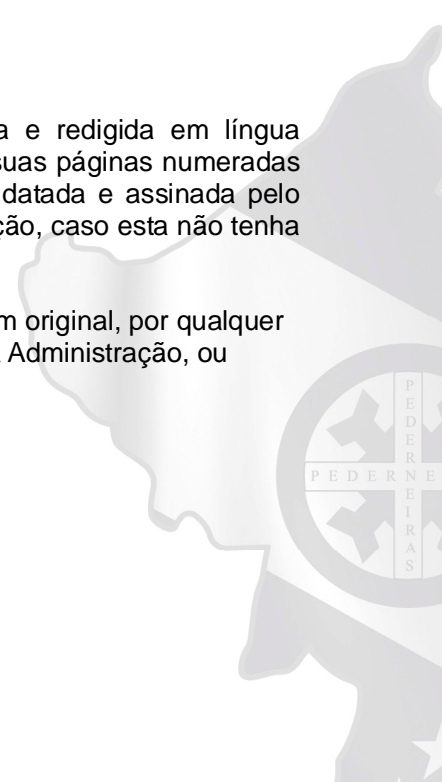 a e redigida em língua
suas páginas numeradas
datada e assinada pelo
ção, caso esta não tenha
m original, por qualquer
Administração, ou
PEDERNE
PEDERNEIRAS